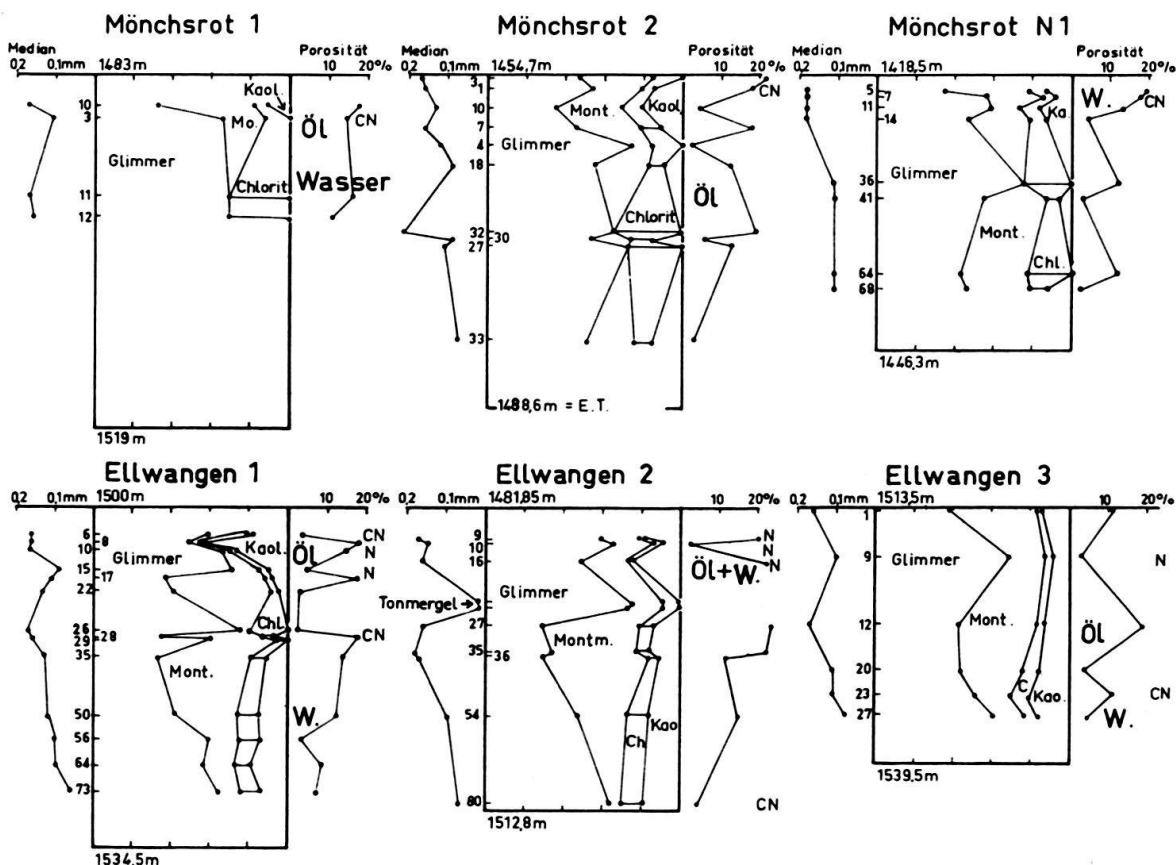 Mönchsrot 1
Median
0,2 0,1mm
1483m
Porosität
10 20%
10
3
11
12
Kaol.
Mo.
Öl
CN
Glimmer
Chlorit
Wasser
1519 m
Mönchsrot 2
0,2 0,1mm
1454,7m
Porosität
10 20%
3
1
10
7
4
18
32
30
27
33
Mont.
Kaol.
CN
Glimmer
Chlorit
Öl
1488,6m = E.T.
Mönchsrot N1
Median
0,2 0,1mm
1418,5m
Porosität
10 20%
5
7
11
14
36
41
64
68
Ka.
W.
CN
Glimmer
Mont.
Chl.
1446,3m
Ellwangen 1
0,2 0,1mm
1500m
10 20%
6
8
10
15
17
22
26
28
29
35
50
56
64
73
Glimmer
Kaol.
Öl
CN
N
N
Chl.
CN
Mont.
W.
1534,5m
Ellwangen 2
0,2 0,1mm
1481,85m
10 20%
9
10
16
27
35
36
54
80
N
N
N
Öl+W.
Tonmergel
Glimmer
Montm.
Kao.
Ch
CN
1512,8m
Ellwangen 3
0,2 0,1mm
1513,5m
10 20%
1
9
12
20
23
27
Glimmer
N
Mont.
Öl
C
Kao.
CN
W.
1539,5m